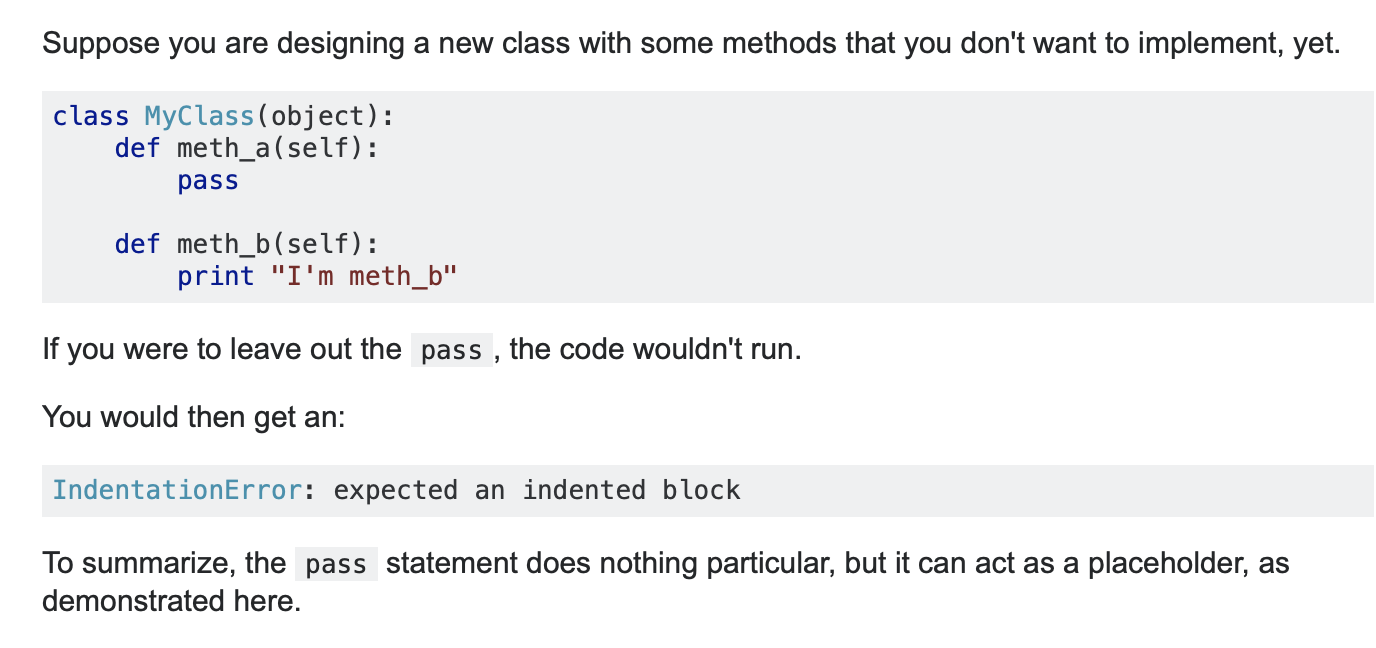 Suppose you are designing a new class with some methods that you don't want to implement, yet.
class MyClass(object):
    def meth_a(self):
        pass
    def meth_b(self):
        print "I'm meth_b"
If you were to leave out the pass , the code wouldn't run.
You would then get an:
IndentationError: expected an indented block
To summarize, the pass statement does nothing particular, but it can act as a placeholder, as
demonstrated here.